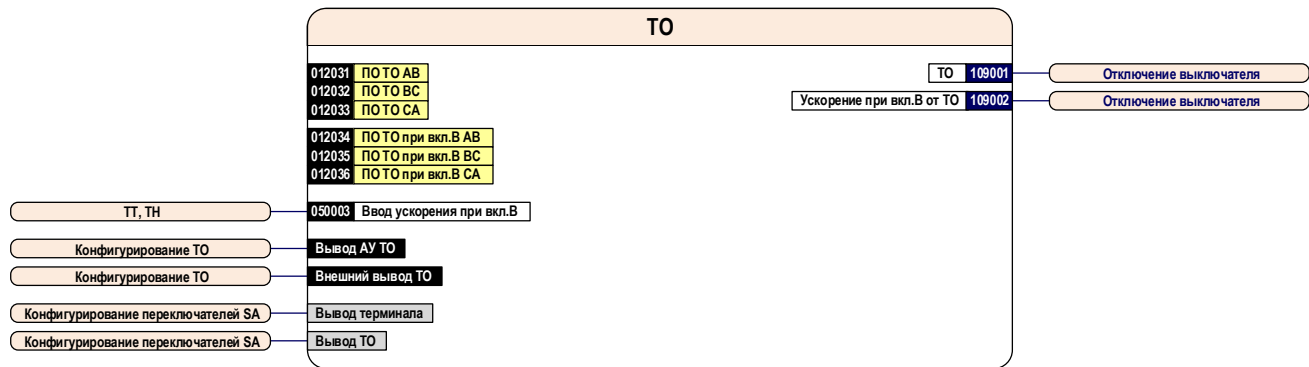 ТО
012031 ПО ТО АВ
012032 ПО ТО ВС
012033 ПО ТО СА
012034 ПО ТО при вкл.В АВ
012035 ПО ТО при вкл.В ВС
012036 ПО ТО при вкл.В СА
ТТ, ТН 050003 Ввод ускорения при вкл.В
Конфигурирование ТО Вывод АУ ТО
Конфигурирование ТО Внешний вывод ТО
Конфигурирование переключателей SA Вывод терминала
Конфигурирование переключателей SA Вывод ТО
ТО 109001 Отключение выключателя
Ускорение при вкл.В от ТО 109002 Отключение выключателя